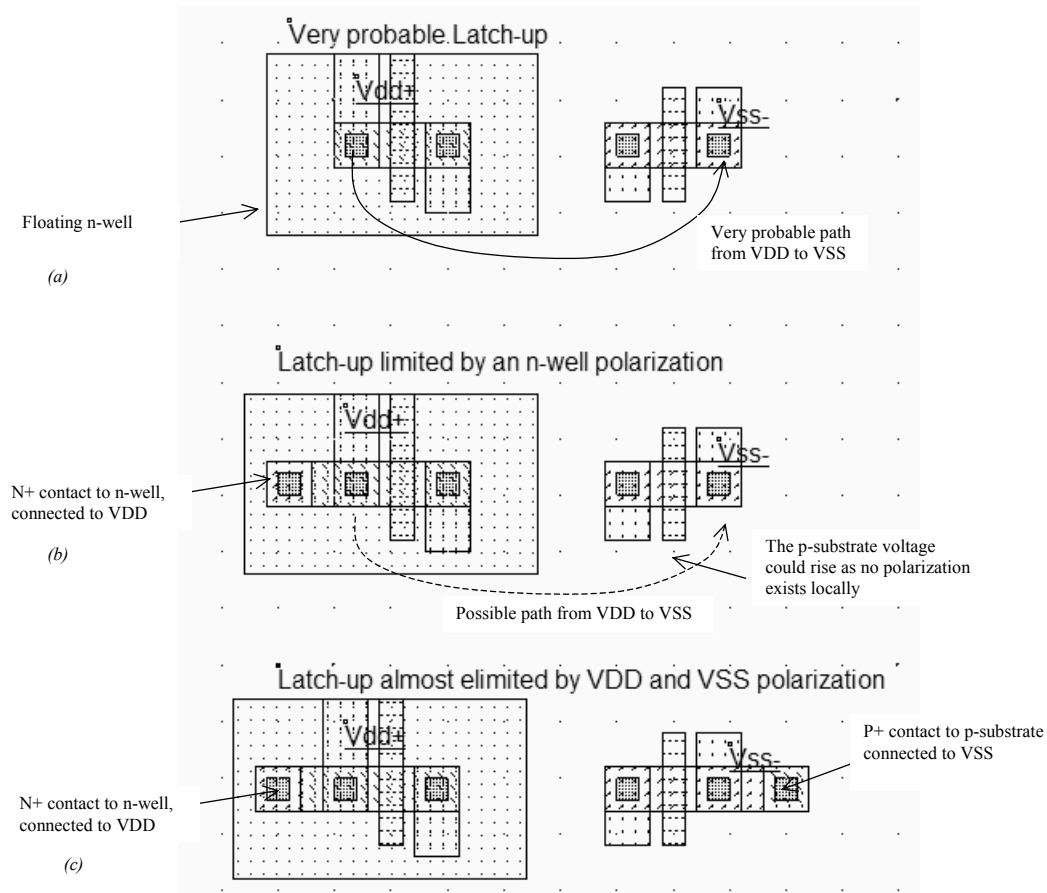 Very probable Latch-up
Vdd+
Vss-
Floating n-well
Very probable path
from VDD to VSS
(a)
Latch-up limited by an n-well polarization
Vdd+
Vss-
N+ contact to n-well,
connected to VDD
(b)
The p-substrate voltage
could rise as no polarization
exists locally
Possible path from VDD to VSS
Latch-up almost elimited by VDD and VSS polarization
P+ contact to p-substrate
connected to VSS
Vdd+
Vss-
N+ contact to n-well,
connected to VDD
(c)